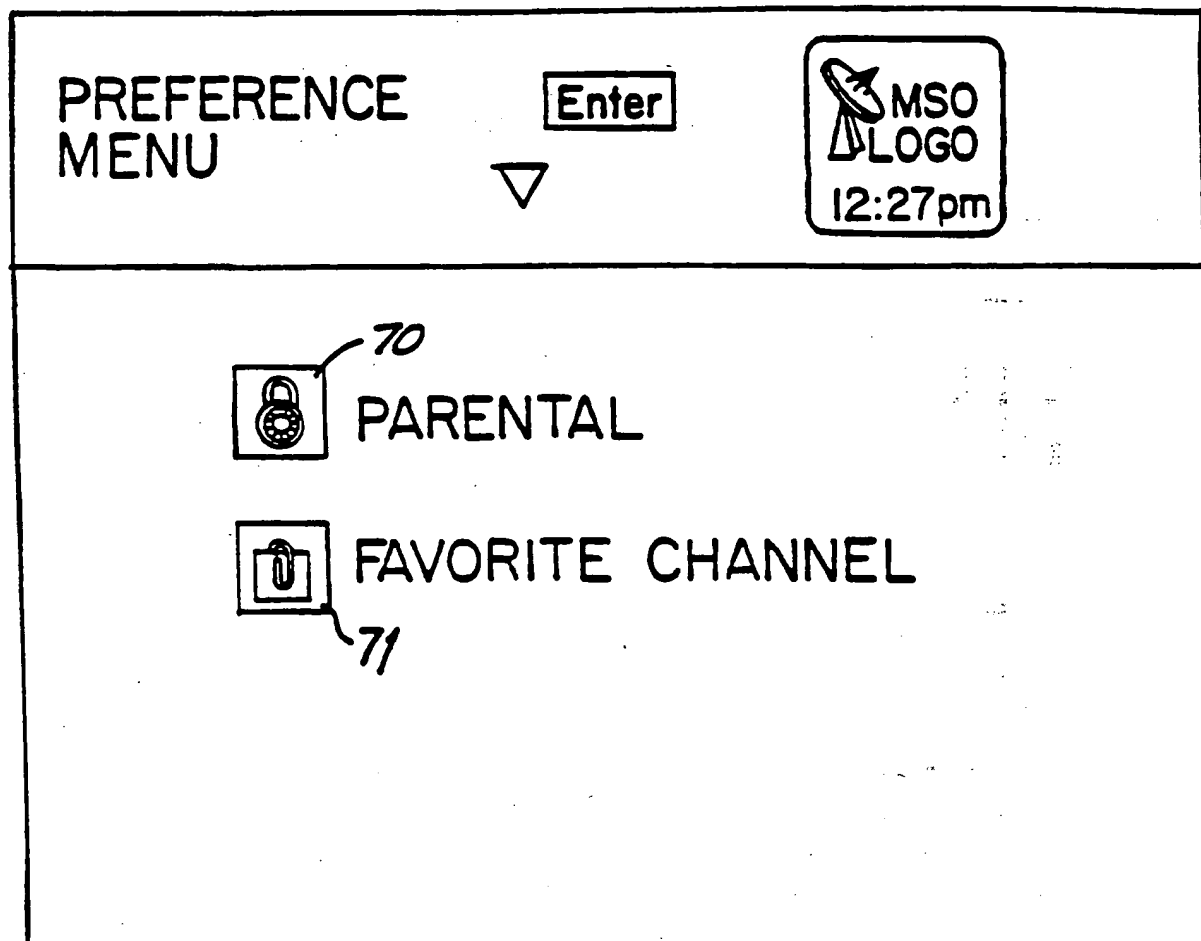 PREFERENCE
MENU
Enter
MSO
LOGO
12:27pm
70
PARENTAL
FAVORITE CHANNEL
71